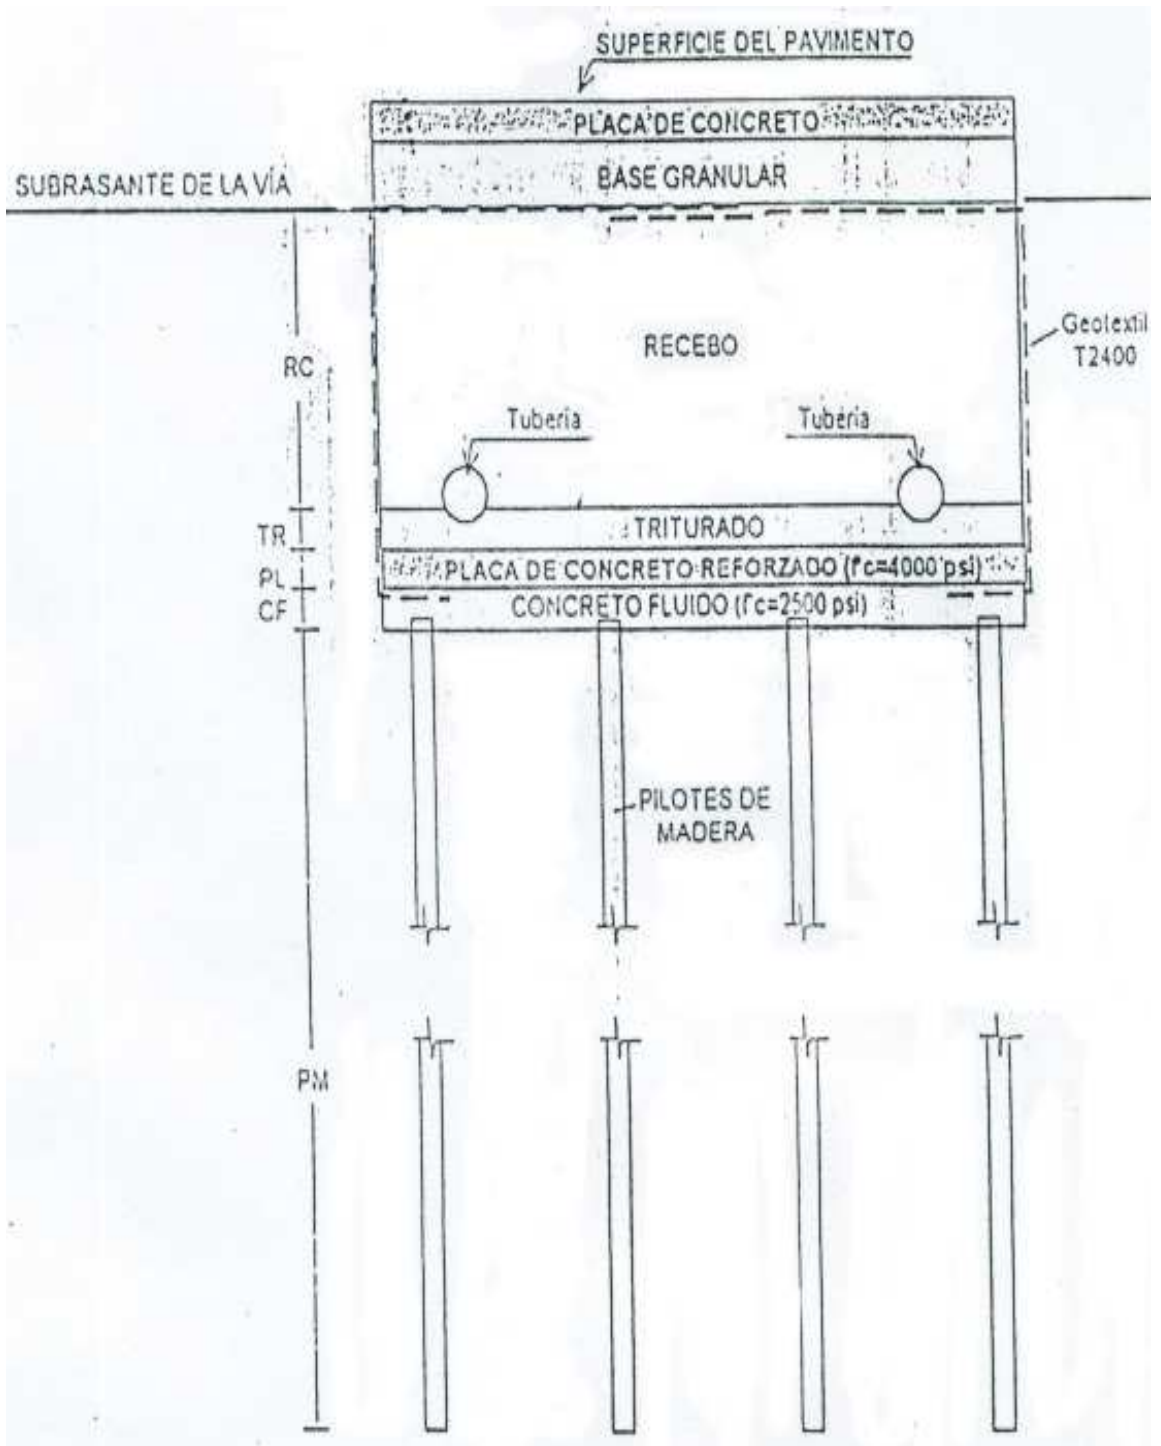 SUPERFICIE DEL PAVIMENTO
PLACA DE CONCRETO
BASE GRANULAR
SUBRASANTE DE LA VÍA
RECEBO
Geotextil
T2400
RC
Tuberia
Tuberia
TRITURADO
TR
PLACA DE CONCRETO REFORZADO (f'c=4000 psi)
PL
CONCRETO FLUIDO (f'c=2500 psi)
CF
PILOTES DE
MADERA
PM